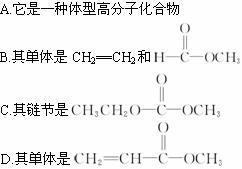 A.它是一种体型高分子化合物
O
B.其单体是 CH₂═CH₂和 H—C—OCH₃
O
C.其链节是 CH₃CH₂O—C—OCH₃
O
D.其单体是 CH₂═CH—C—OCH₃